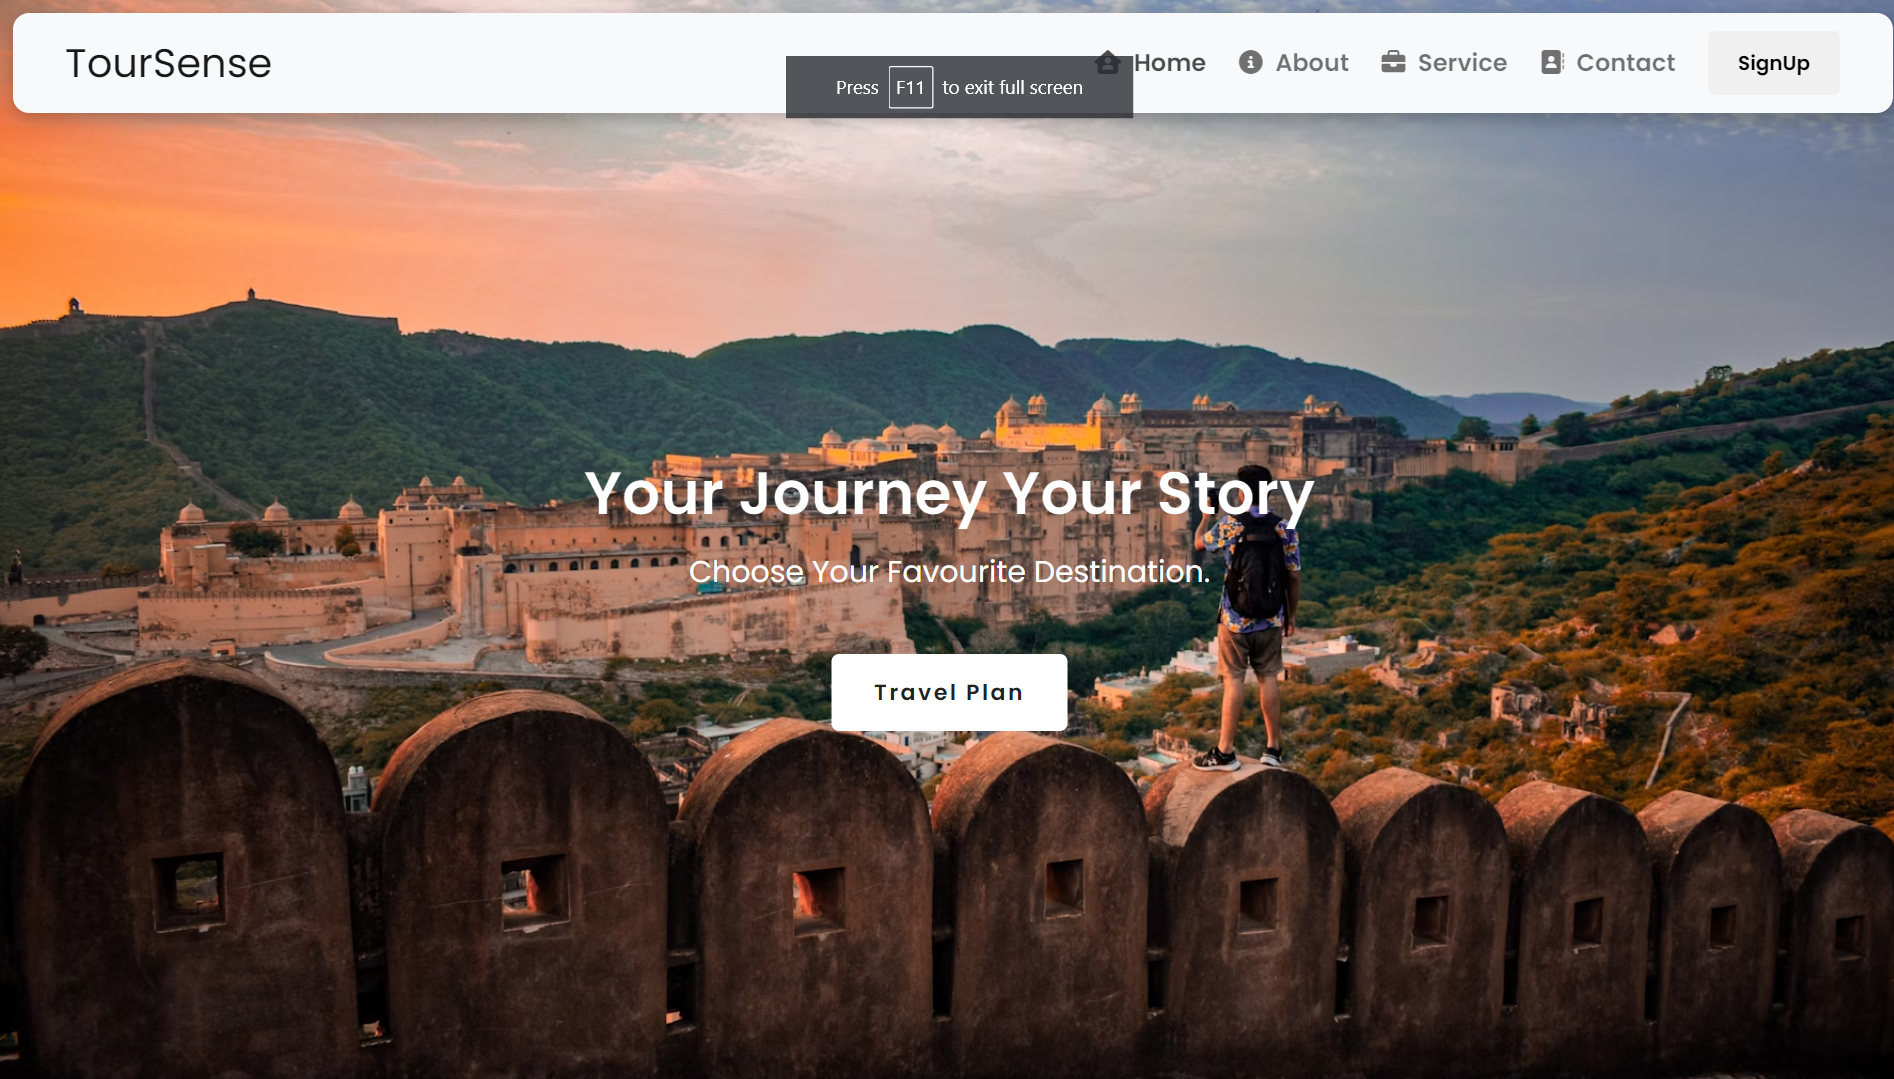 TourSense
Home
About
Service
Contact
SignUp
Press F11 to exit full screen
Your Journey Your Story
Choose Your Favourite Destination.
Travel Plan